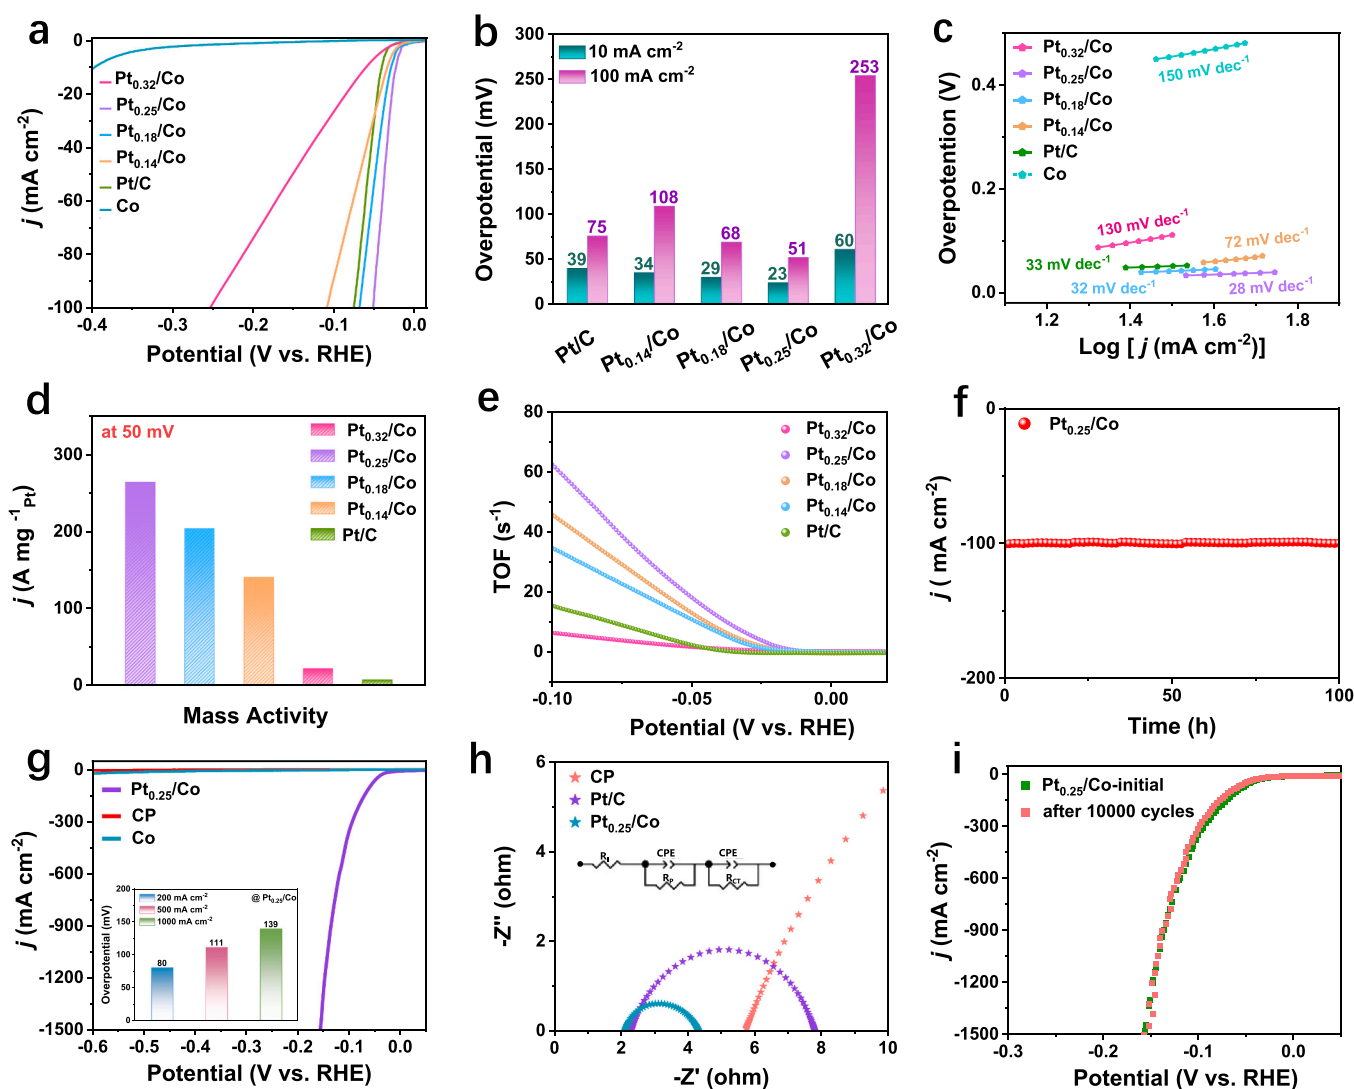 a
0
-20
-40
-60
-80
-100
-0.4
-0.3
-0.2
-0.1
0.0
j (mA cm-2)
Potential (V vs. RHE)
Pt0.32/Co
Pt0.25/Co
Pt0.18/Co
Pt0.14/Co
Pt/C
Co
b
300
250
200
150
100
50
0
Overpotential (mV)
10 mA cm-2
100 mA cm-2
39
75
34
108
29
68
23
51
60
253
Pt/C
Pt0.14/Co
Pt0.18/Co
Pt0.25/Co
Pt0.32/Co
c
0.4
0.2
0.0
1.2
1.4
1.6
1.8
Overpotention (V)
Log [ j (mA cm-2)]
Pt0.32/Co
Pt0.25/Co
Pt0.18/Co
Pt0.14/Co
Pt/C
Co
150 mV dec-1
130 mV dec-1
72 mV dec-1
33 mV dec-1
32 mV dec-1
28 mV dec-1
d
at 50 mV
300
200
100
0
j (A mg -1Pt)
Mass Activity
Pt0.32/Co
Pt0.25/Co
Pt0.18/Co
Pt0.14/Co
Pt/C
e
80
60
40
20
0
-0.10
-0.05
0.00
TOF (s-1)
Potential (V vs. RHE)
Pt0.32/Co
Pt0.25/Co
Pt0.18/Co
Pt0.14/Co
Pt/C
f
0
-100
-200
0
50
100
j ( mA cm-2)
Time (h)
Pt0.25/Co
g
0
-300
-600
-900
-1200
-1500
-0.6
-0.5
-0.4
-0.3
-0.2
-0.1
0.0
j (mA cm-2)
Potential (V vs. RHE)
Pt0.25/Co
CP
Co
200
150
100
50
0
Overpotential (mV)
200 mA cm-2
500 mA cm-2
1000 mA cm-2
@ Pt0.25/Co
80
111
139
h
6
4
2
0
0
2
4
6
8
10
-Z'' (ohm)
-Z' (ohm)
CP
Pt/C
Pt0.25/Co
RI
CPE
RP
CPE
RCT
i
0
-300
-600
-900
-1200
-1500
-0.3
-0.2
-0.1
0.0
j (mA cm-2)
Potential (V vs. RHE)
Pt0.25/Co-initial
after 10000 cycles